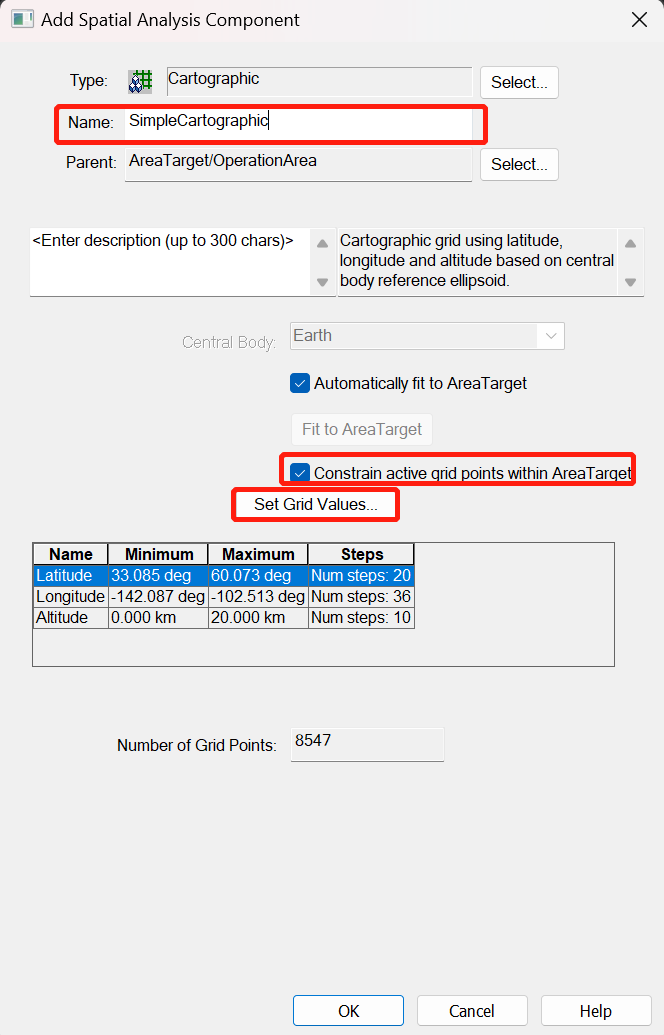 Add Spatial Analysis Component
Type: Cartographic Select...
Name: SimpleCartographic
Parent: AreaTarget/OperationArea Select...
<Enter description (up to 300 chars)>
Cartographic grid using latitude,
longitude and altitude based on central
body reference ellipsoid.
Central Body: Earth
Automatically fit to AreaTarget
Fit to AreaTarget
Constrain active grid points within AreaTarget
Set Grid Values...
Name Minimum Maximum Steps
Latitude 33.085 deg 60.073 deg Num steps: 20
Longitude -142.087 deg -102.513 deg Num steps: 36
Altitude 0.000 km 20.000 km Num steps: 10
Number of Grid Points: 8547
OK Cancel Help